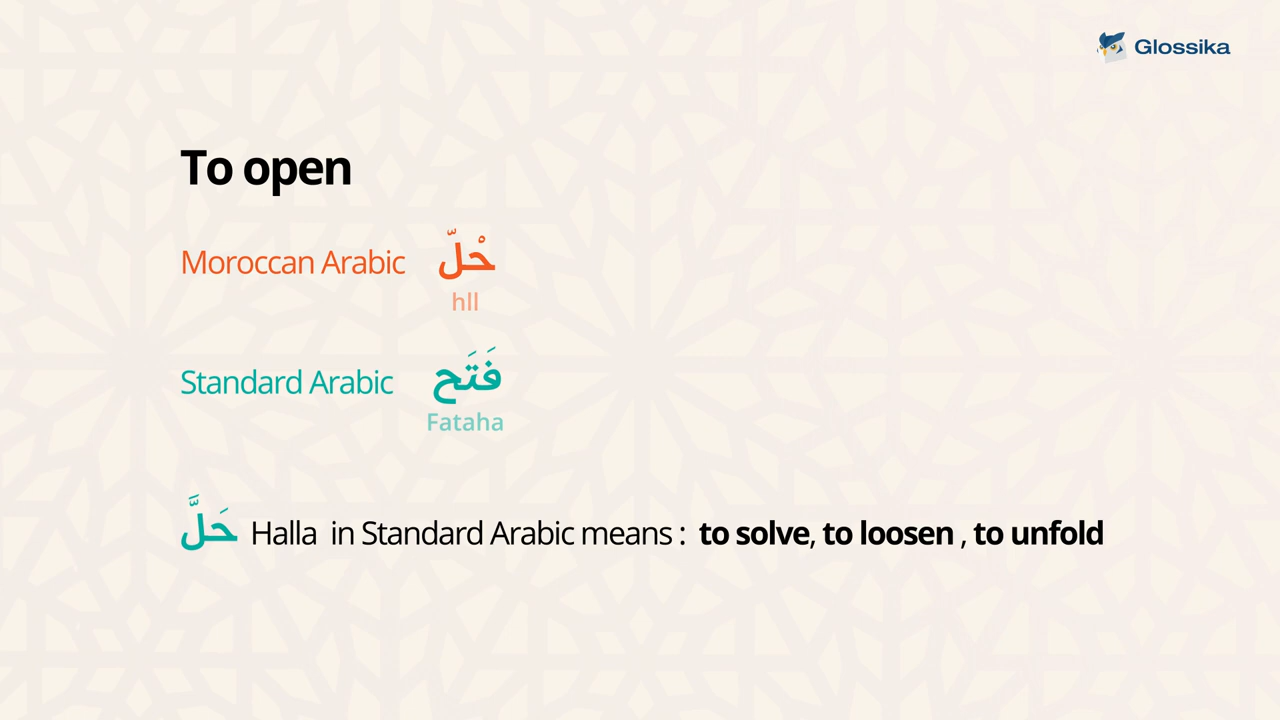 Glossika
To open
Moroccan Arabic حْلّ
hll
Standard Arabic فَتَح
Fataha
حَلَّ Halla in Standard Arabic means : to solve, to loosen , to unfold